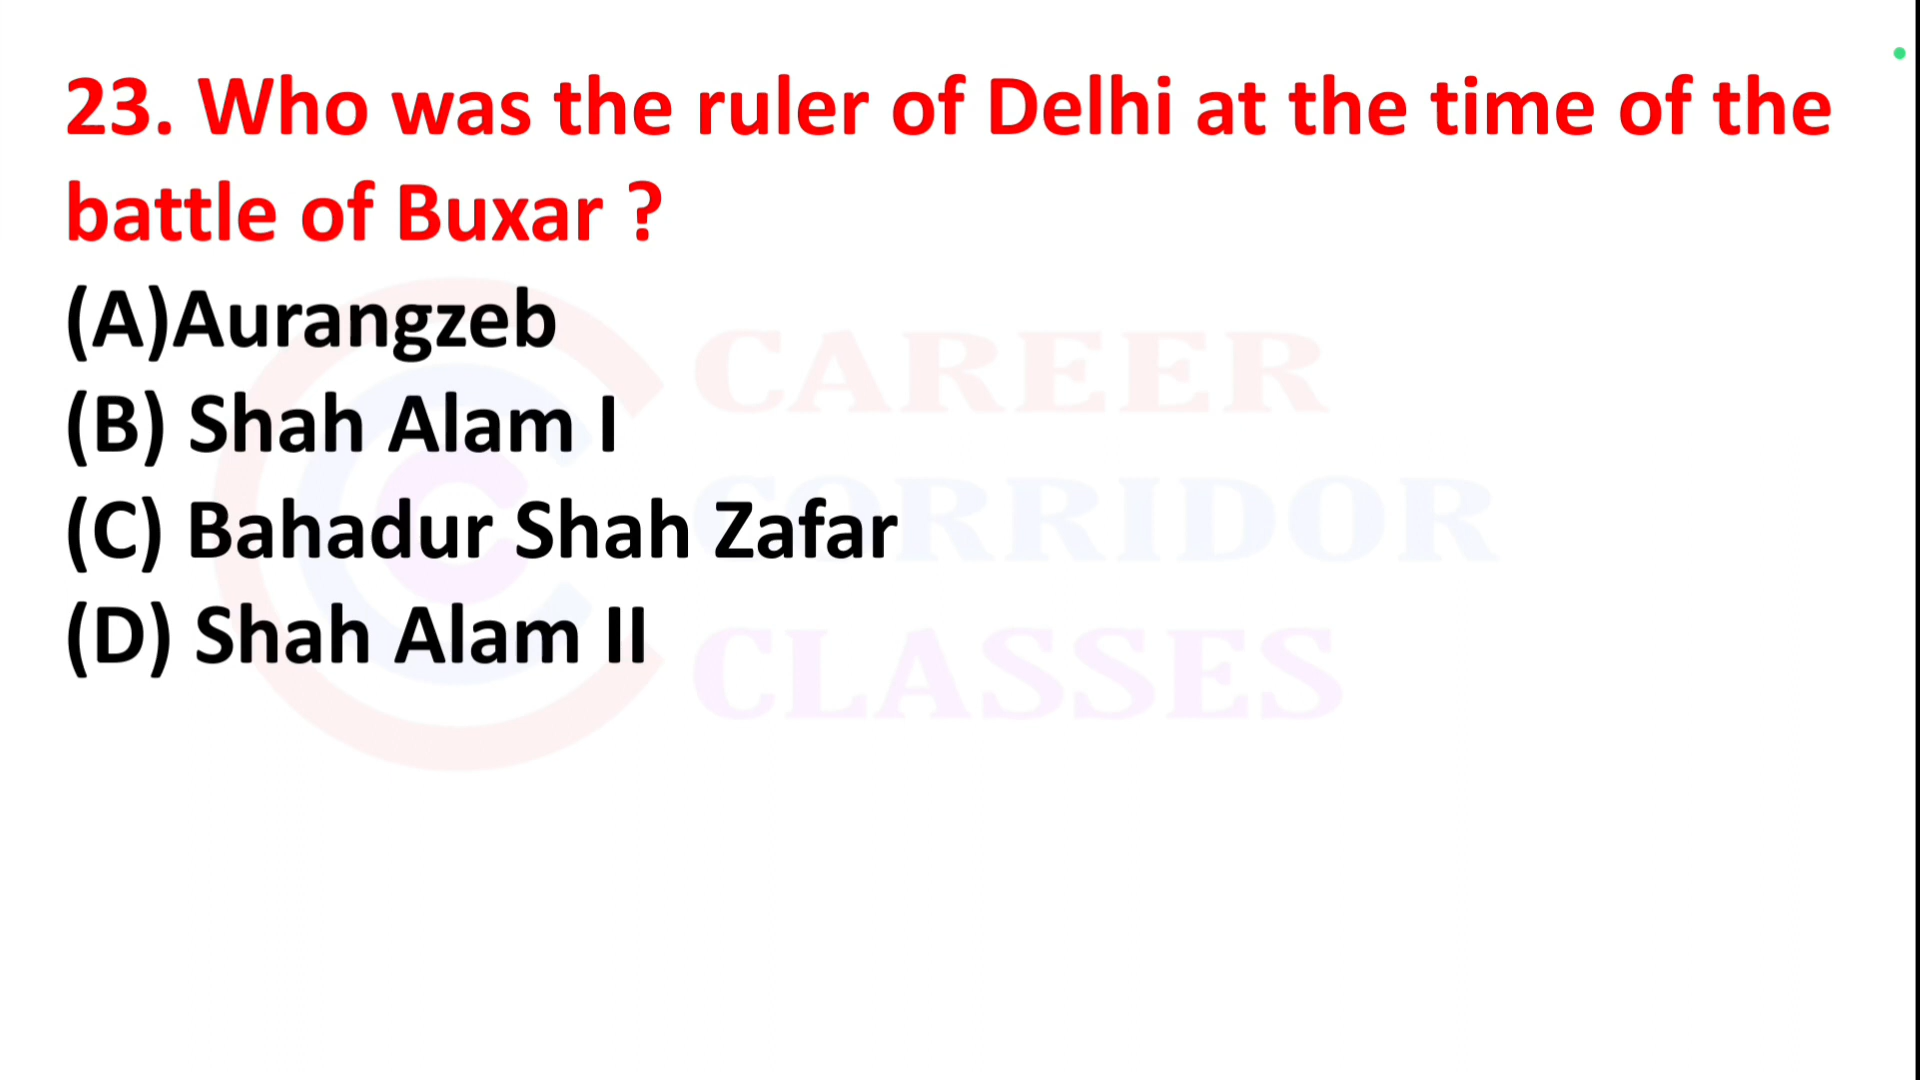 23. Who was the ruler of Delhi at the time of the
battle of Buxar ?
(A)Aurangzeb
(B) Shah Alam I
(C) Bahadur Shah Zafar
(D) Shah Alam II
CAREER
CORRIDOR
CLASSES